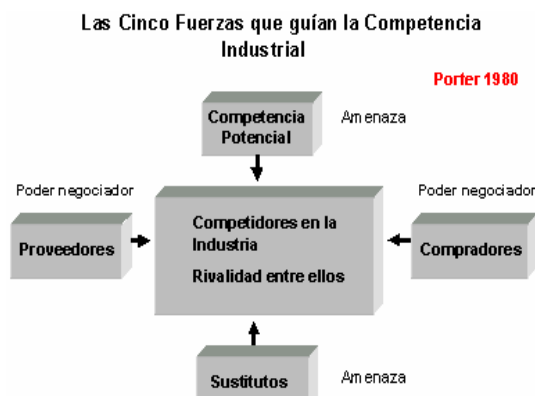 Las Cinco Fuerzas que guían la Competencia
Industrial
Porter 1980
Competencia
Potencial
Amenaza
Poder negociador
Poder negociador
Proveedores
Competidores en la
Industria
Rivalidad entre ellos
Compradores
Sustitutos
Amenaza